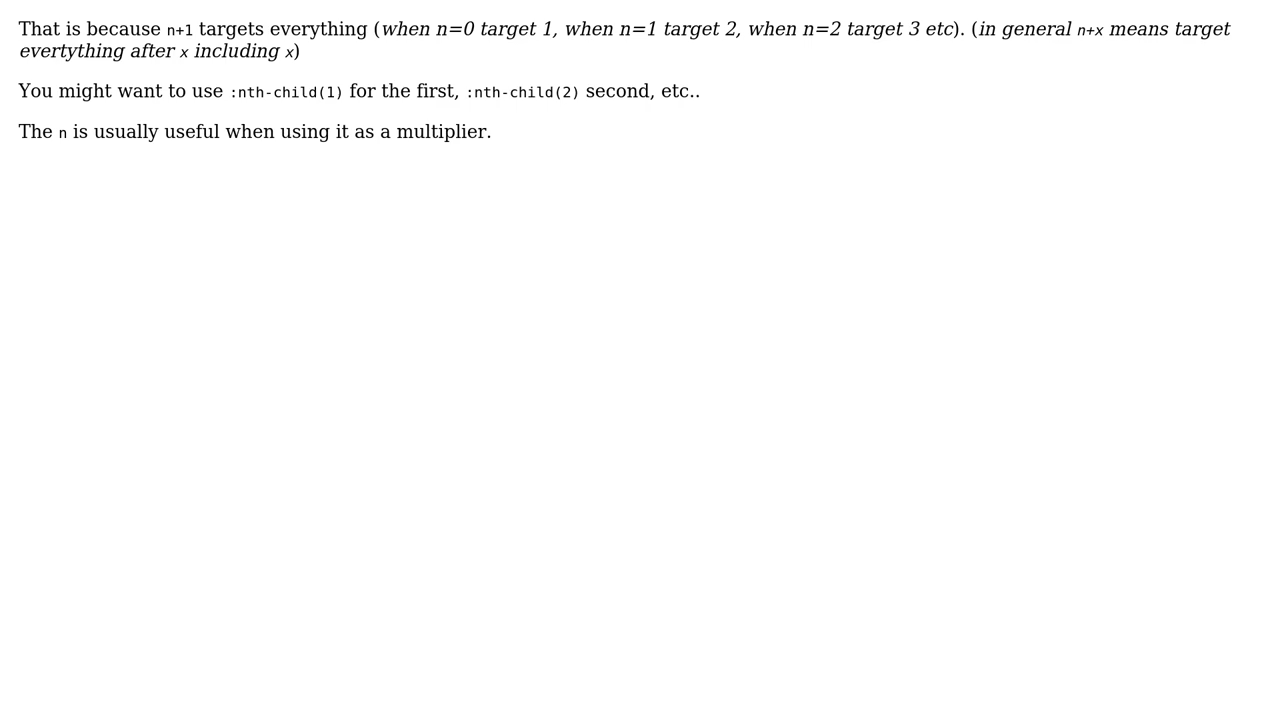 That is because n+1 targets everything (when n=0 target 1, when n=1 target 2, when n=2 target 3 etc). (in general n+x means target
evertything after x including x)
You might want to use :nth-child(1) for the first, :nth-child(2) second, etc..
The n is usually useful when using it as a multiplier.